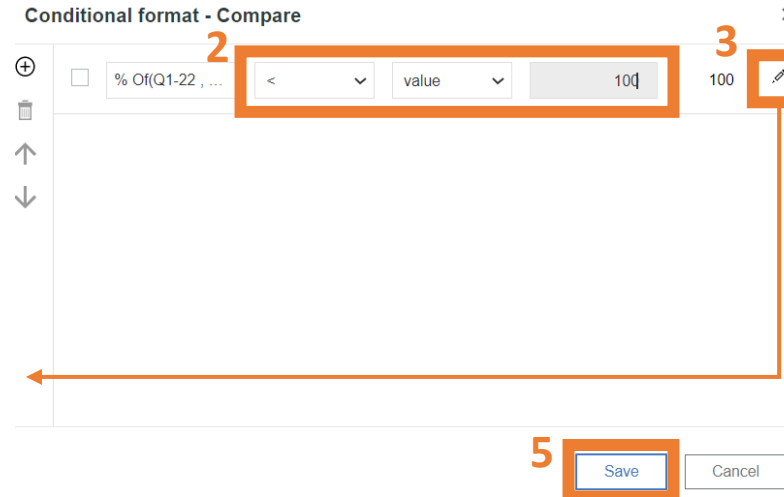 Conditional format - Compare
2
3
% Of(Q1-22 , ...
<
value
100
100
5
Save
Cancel